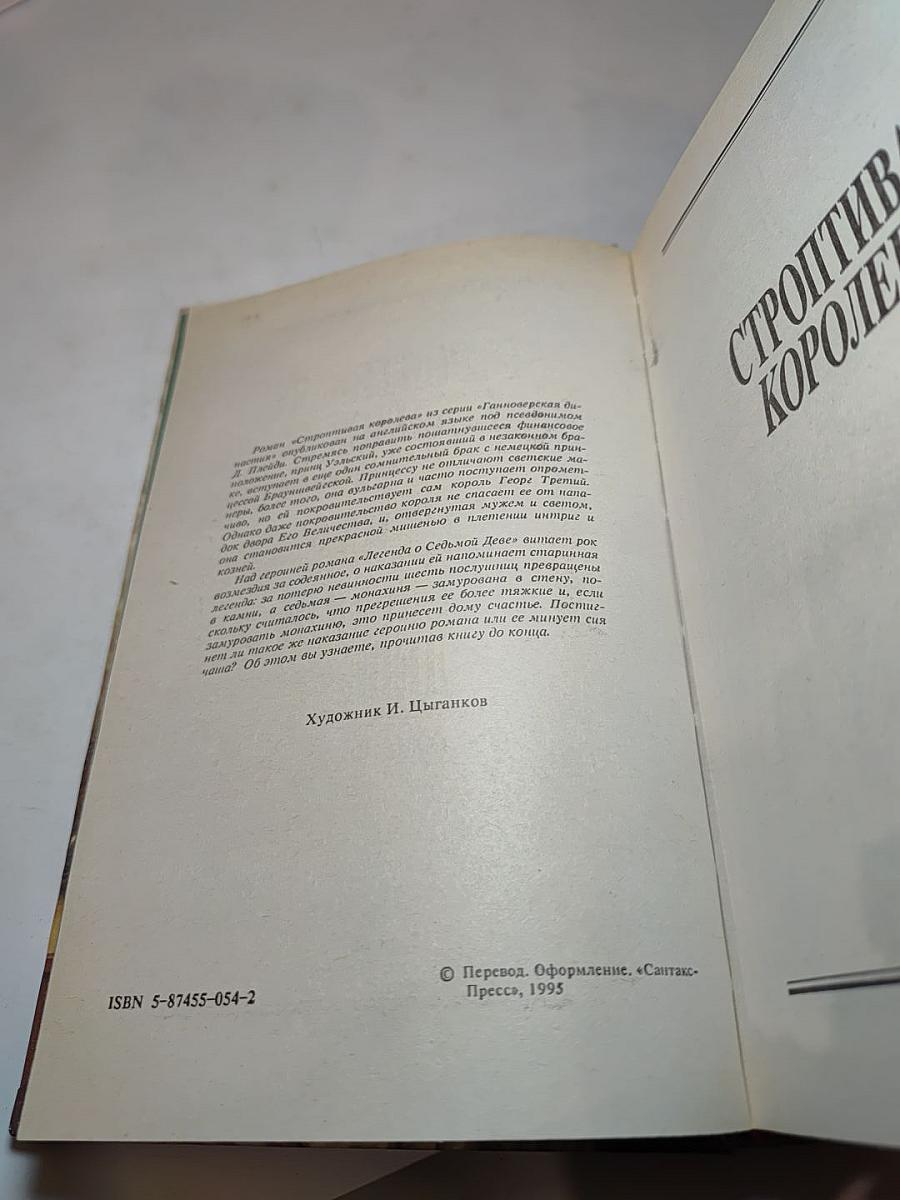 Роман «Строптивая королева» из серии «Ганноверская ди-
настия» опубликован на английском языке под псевдонимом
Д. Плейди. Стремясь поправить пошатнувшееся финансовое
положение, принц Уэльский, уже состоявший в незаконном бра-
ке, вступает в еще один сомнительный брак с немецкой прин-
цессой Брауншвейгской. Принцессу не отличают светские ма-
неры, более того, она вульгарна и часто поступает опромет-
чиво, но ей покровительствует сам король Георг Третий.
Однако даже покровительство короля не спасает ее от напа-
док двора Его Величества, и, отвергнутая мужем и светом,
она становится прекрасной мишенью в плетении интриг и
козней.
Над героиней романа «Легенда о Седьмой Деве» витает рок
возмездия за содеянное, о наказании ей напоминает старинная
легенда: за потерю невинности шесть послушниц превращены
в камни, а седьмая — монахиня — замурована в стену, по-
скольку считалось, что прегрешения ее более тяжкие и, если
замуровать монахиню, это принесет дому счастье. Постиг-
нет ли такое же наказание героиню романа или ее минует сия
чаша? Об этом вы узнаете, прочитав книгу до конца.
Художник И. Цыганков
ISBN 5-87455-054-2
© Перевод. Оформление. «Сантакс-
Пресс», 1995
СТРОПТИВА
КОРОЛЕ